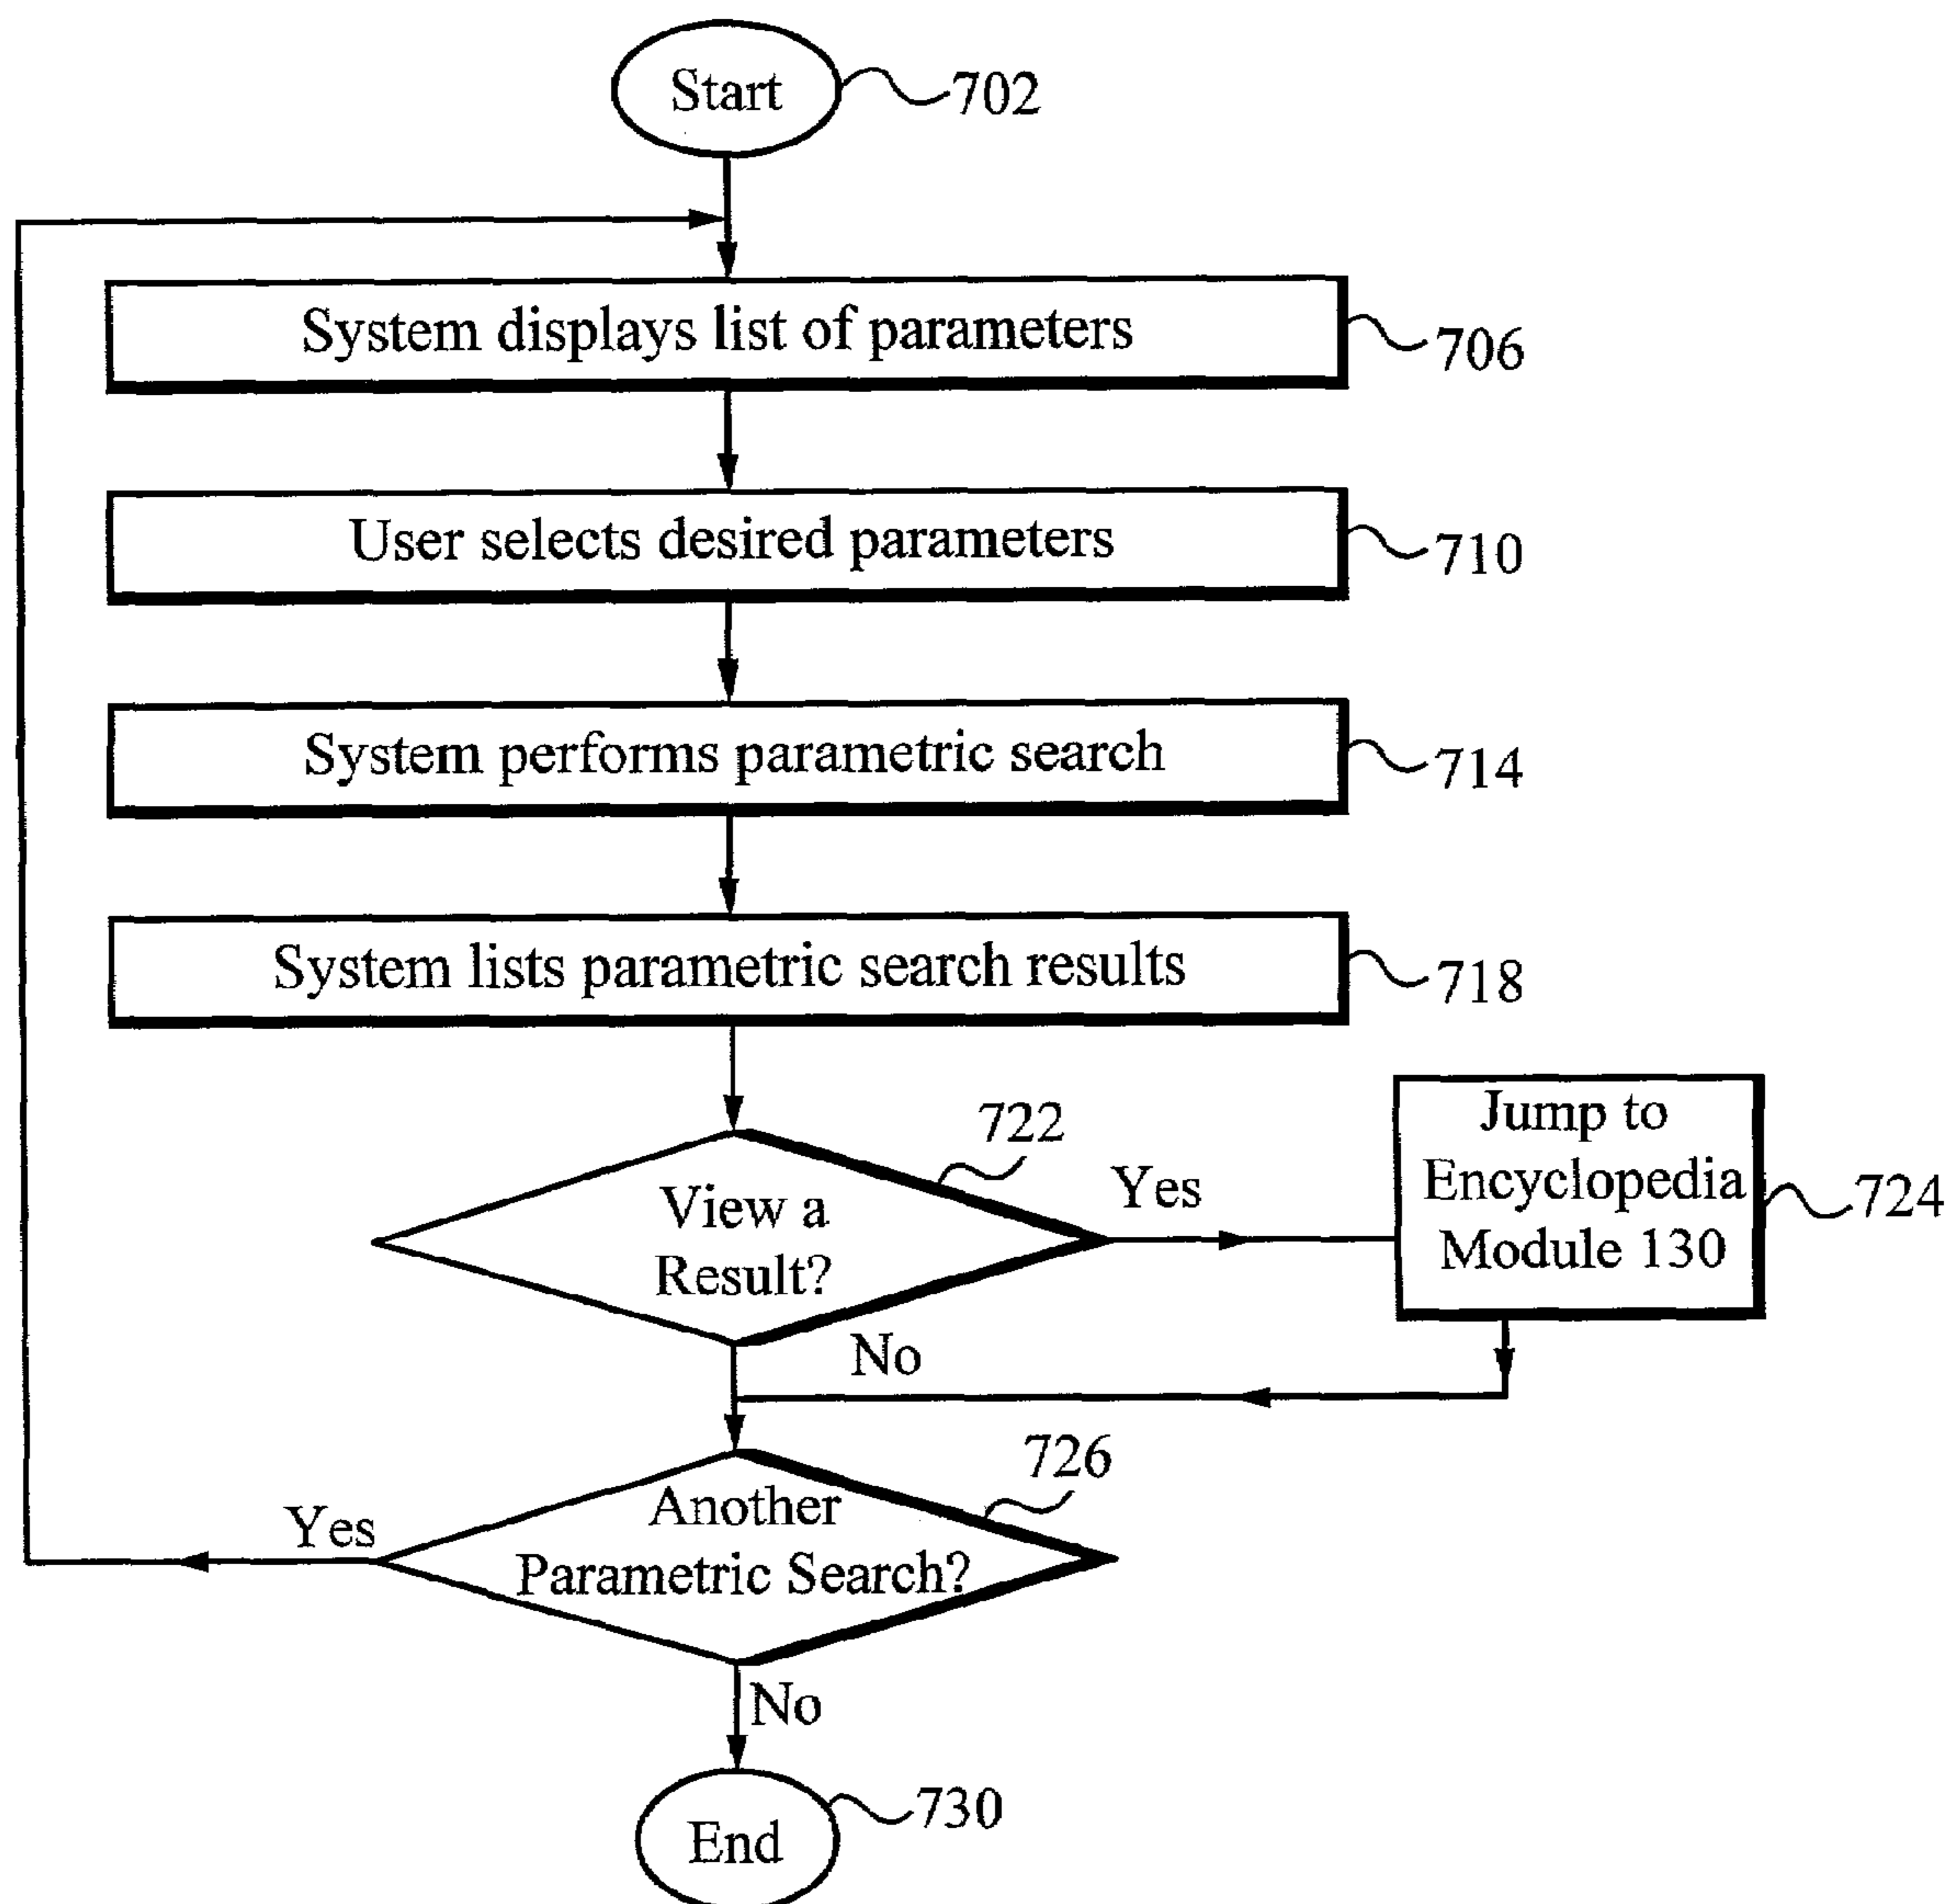 Start
702
System displays list of parameters
706
User selects desired parameters
710
System performs parametric search
714
System lists parametric search results
718
722
View a
Result?
Yes
Jump to
Encyclopedia
Module 130
724
No
726
Another
Parametric Search?
Yes
No
730
End